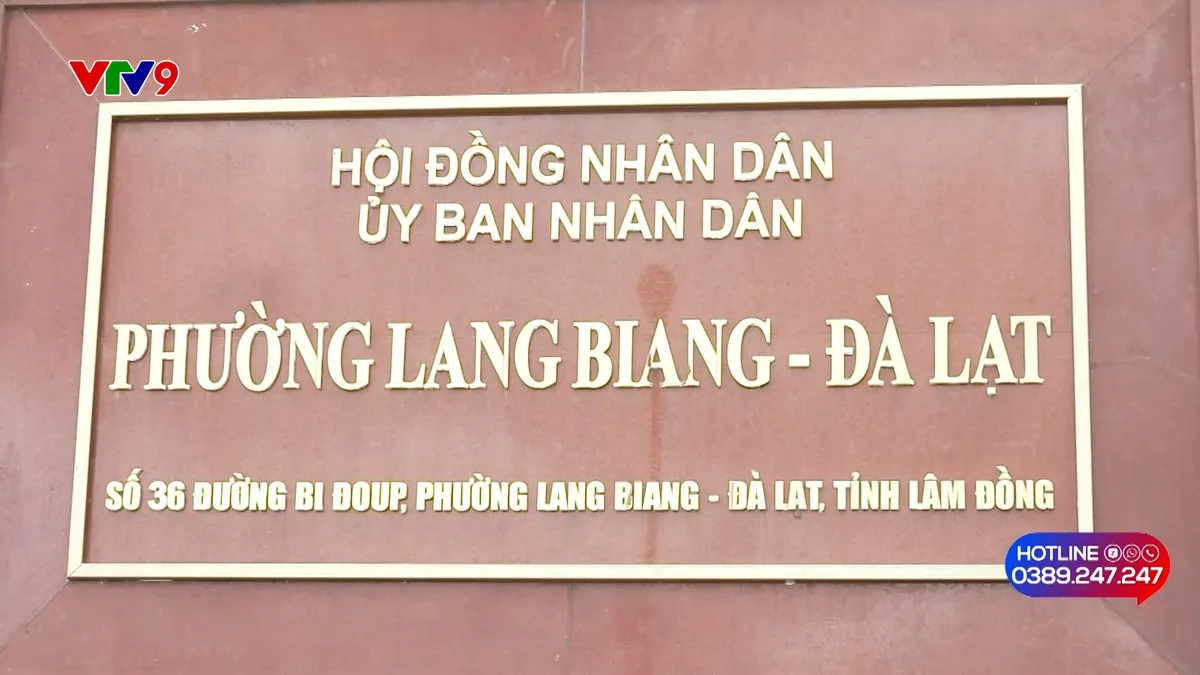 VTV9
HỘI ĐỒNG NHÂN DÂN
ỦY BAN NHÂN DÂN
PHƯỜNG LANG BIANG - ĐÀ LẠT
SỐ 36 ĐƯỜNG BI ĐOUP, PHƯỜNG LANG BIANG - ĐÀ LẠT, TỈNH LÂM ĐỒNG
HOTLINE
0389.247.247